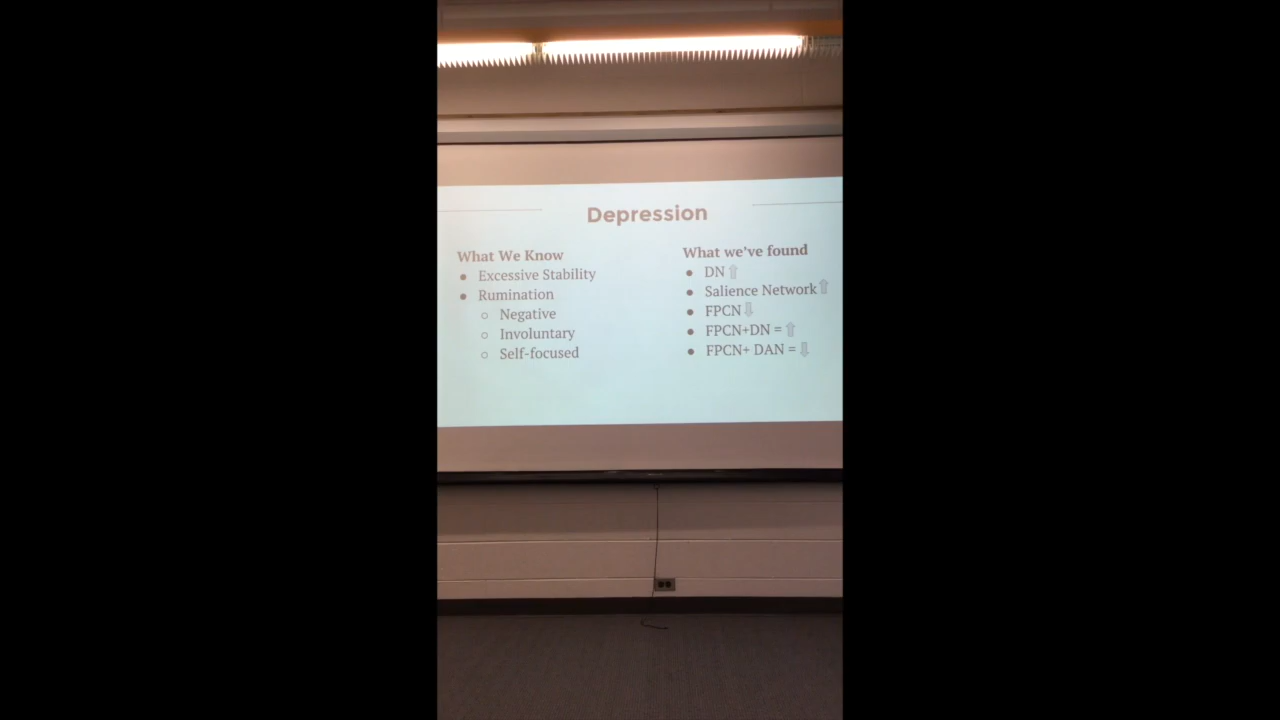 Depression
What We Know
● Excessive Stability
● Rumination
○ Negative
○ Involuntary
○ Self-focused
What we've found
● DN ⇧
● Salience Network ⇧
● FPCN ⇩
● FPCN+DN = ⇧
● FPCN+ DAN = ⇩